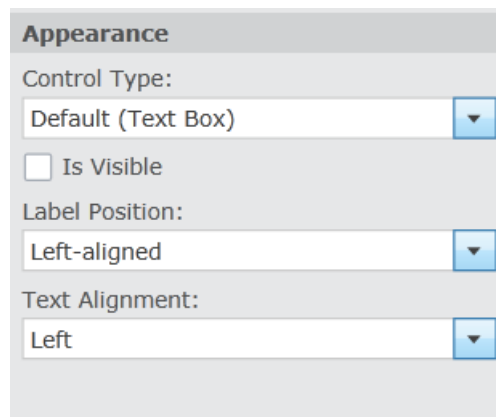 Appearance
Control Type:
Default (Text Box)
Is Visible
Label Position:
Left-aligned
Text Alignment:
Left